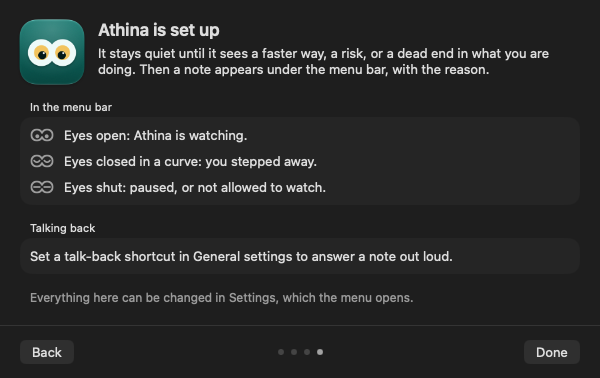 Athina is set up
It stays quiet until it sees a faster way, a risk, or a dead end in what you are
doing. Then a note appears under the menu bar, with the reason.
In the menu bar
Eyes open: Athina is watching.
Eyes closed in a curve: you stepped away.
Eyes shut: paused, or not allowed to watch.
Talking back
Set a talk-back shortcut in General settings to answer a note out loud.
Everything here can be changed in Settings, which the menu opens.
Back
Done